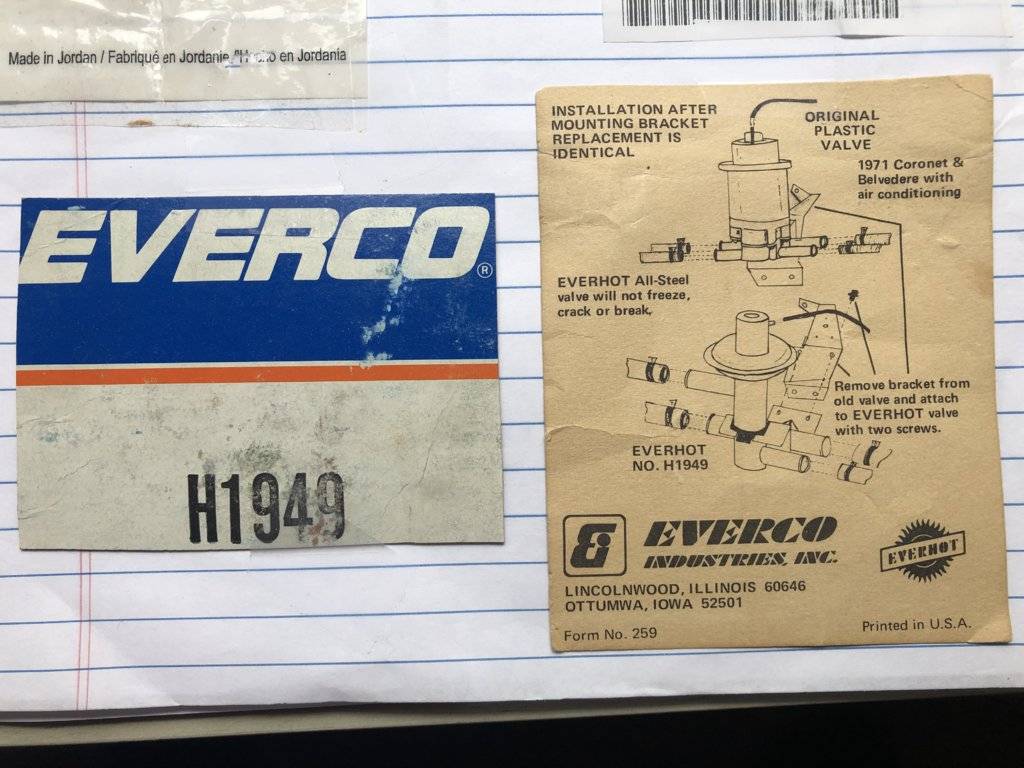 Made in Jordan / Fabriqué en Jordanie / Hecho en Jordania
EVERCO®
H1949
INSTALLATION AFTER
MOUNTING BRACKET
REPLACEMENT IS
IDENTICAL
ORIGINAL
PLASTIC
VALVE
1971 Coronet &
Belvedere with
air conditioning
EVERHOT All-Steel
valve will not freeze,
crack or break.
Remove bracket from
old valve and attach
to EVERHOT valve
with two screws.
EVERHOT
NO. H1949
EVERCO
INDUSTRIES, INC.
EVERHOT
LINCOLNWOOD, ILLINOIS 60646
OTTUMWA, IOWA 52501
Form No. 259
Printed in U.S.A.